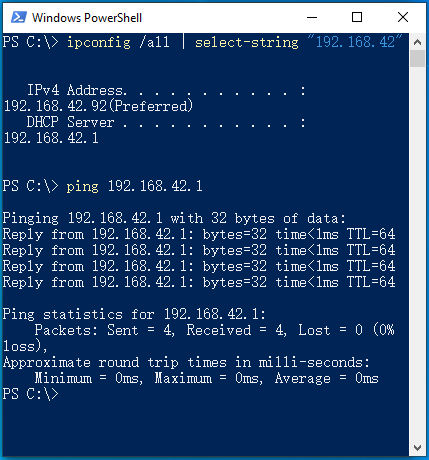 Windows PowerShell
PS C:\> ipconfig /all | select-string "192.168.42"
IPv4 Address. . . . . . . . . . . :
192.168.42.92(Preferred)
DHCP Server . . . . . . . . . . . :
192.168.42.1
PS C:\> ping 192.168.42.1
Pinging 192.168.42.1 with 32 bytes of data:
Reply from 192.168.42.1: bytes=32 time<1ms TTL=64
Reply from 192.168.42.1: bytes=32 time<1ms TTL=64
Reply from 192.168.42.1: bytes=32 time<1ms TTL=64
Reply from 192.168.42.1: bytes=32 time<1ms TTL=64
Ping statistics for 192.168.42.1:
Packets: Sent = 4, Received = 4, Lost = 0 (0%
loss),
Approximate round trip times in milli-seconds:
Minimum = 0ms, Maximum = 0ms, Average = 0ms
PS C:\>